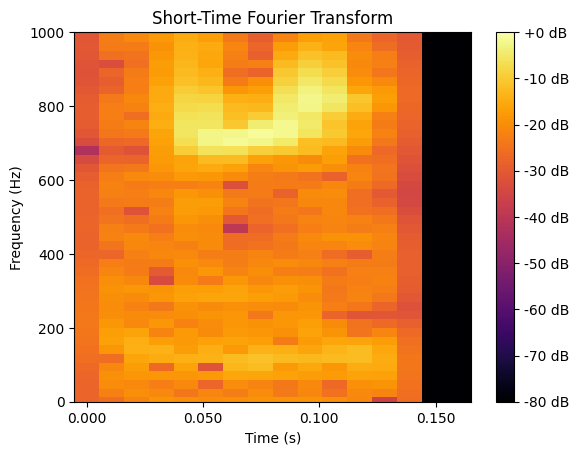 Short-Time Fourier Transform
1000
800
600
400
200
0
Frequency (Hz)
0.000
0.050
0.100
0.150
Time (s)
+0 dB
-10 dB
-20 dB
-30 dB
-40 dB
-50 dB
-60 dB
-70 dB
-80 dB